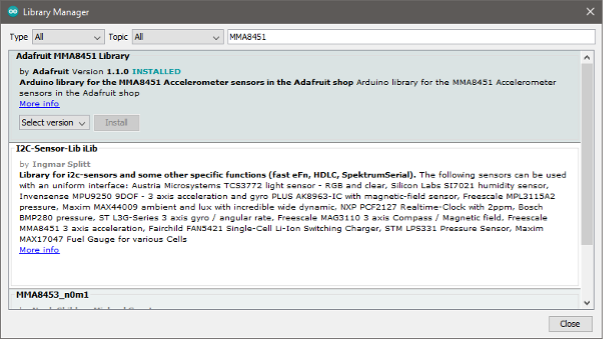 Library Manager
Type All Topic All MMA8451
Adafruit MMA8451 Library
by Adafruit Version 1.1.0 INSTALLED
Arduino library for the MMA8451 Accelerometer sensors in the Adafruit shop Arduino library for the MMA8451 Accelerometer
sensors in the Adafruit shop
More info
Select version Install
I2C-Sensor-Lib iLib
by Ingmar Splitt
Library for i2c-sensors and some other specific functions (fast eFn, HDLC, SpektrumSerial). The following sensors can be used
with an uniform interface: Austria Microsystems TCS3772 light sensor - RGB and clear, Silicon Labs SI7021 humidity sensor,
Invensense MPU9250 9DOF - 3 axis acceleration and gyro PLUS AK8963-IC with magnetic-field sensor, Freescale MPL3115A2
pressure, Maxim MAX44009 ambient and lux with incredible wide dynamic, NXP PCF2127 Realtime-Clock with 2ppm, Bosch
BMP280 pressure, ST L3G-Series 3 axis gyro / angular rate, Freescale MAG3110 3 axis Compass / Magnetic field, Freescale
MMA8451 3 axis acceleration, Fairchild FAN5421 Single-Cell Li-Ion Switching Charger, STM LPS331 Pressure Sensor, Maxim
MAX17047 Fuel Gauge for various Cells
More info
MMA8453_n0m1
Close